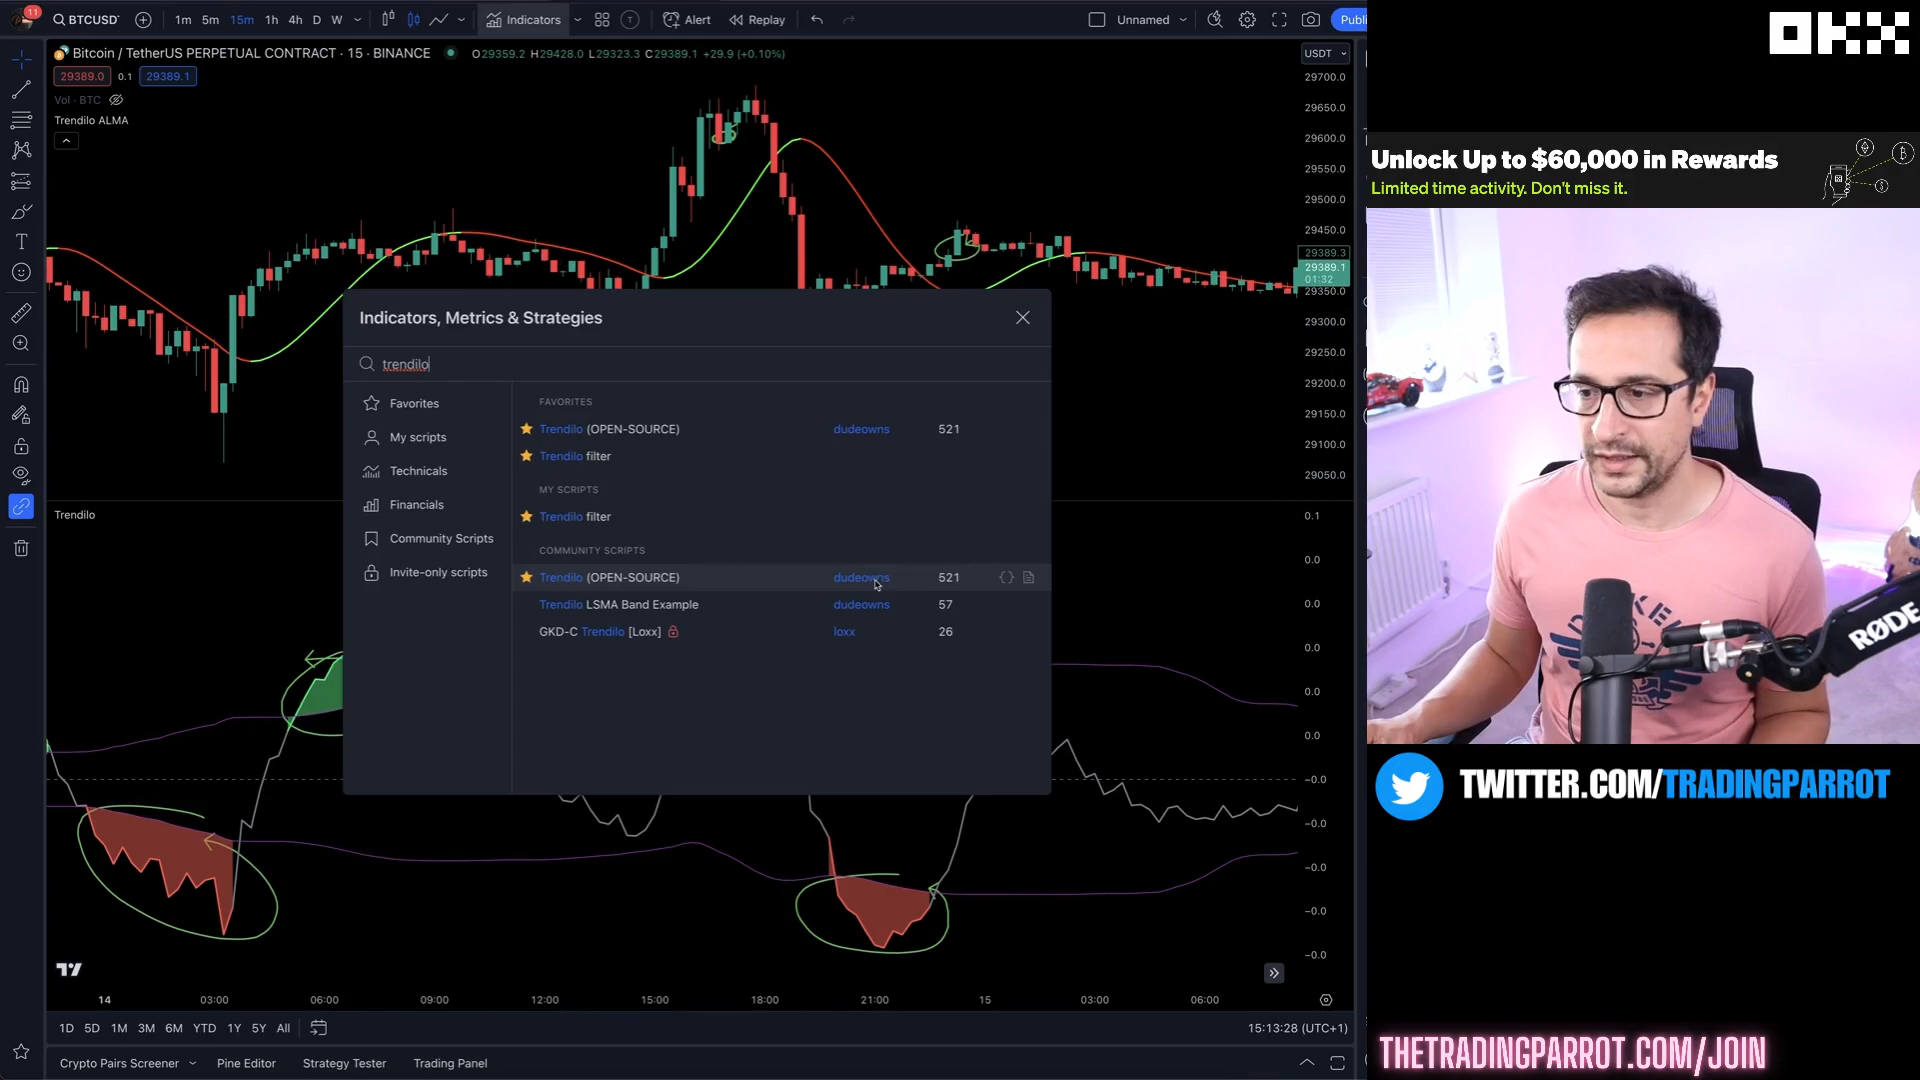 11
BTCUSD
1m 5m 15m 1h 4h D W
Indicators
Alert
Replay
Unnamed
Publi
Bitcoin / TetherUS PERPETUAL CONTRACT · 15 · BINANCE
O29359.2 H29428.0 L29323.3 C29389.1 +29.9 (+0.10%)
USDT
29389.0 0.1 29389.1
Vol · BTC
Trendilo ALMA
29700.0
29650.0
29600.0
29550.0
29500.0
29450.0
29389.3
29389.1
01:32
29350.0
29300.0
29250.0
29200.0
29150.0
29100.0
29050.0
Indicators, Metrics & Strategies
trendilo
Favorites
My scripts
Technicals
Financials
Community Scripts
Invite-only scripts
FAVORITES
Trendilo (OPEN-SOURCE) dudeowns 521
Trendilo filter
MY SCRIPTS
Trendilo filter
COMMUNITY SCRIPTS
Trendilo (OPEN-SOURCE) dudeowns 521
Trendilo LSMA Band Example dudeowns 57
GKD-C Trendilo [Loxx] loxx 26
Trendilo
0.1
0.0
0.0
0.0
0.0
0.0
−0.0
−0.0
−0.0
−0.0
−0.0
14 03:00 06:00 09:00 12:00 15:00 18:00 21:00 15 03:00 06:00
1D 5D 1M 3M 6M YTD 1Y 5Y All
15:13:28 (UTC+1)
Crypto Pairs Screener Pine Editor Strategy Tester Trading Panel
OKX
Unlock Up to $60,000 in Rewards
Limited time activity. Don't miss it.
RØDE
TWITTER.COM/TRADINGPARROT
THETRADINGPARROT.COM/JOIN